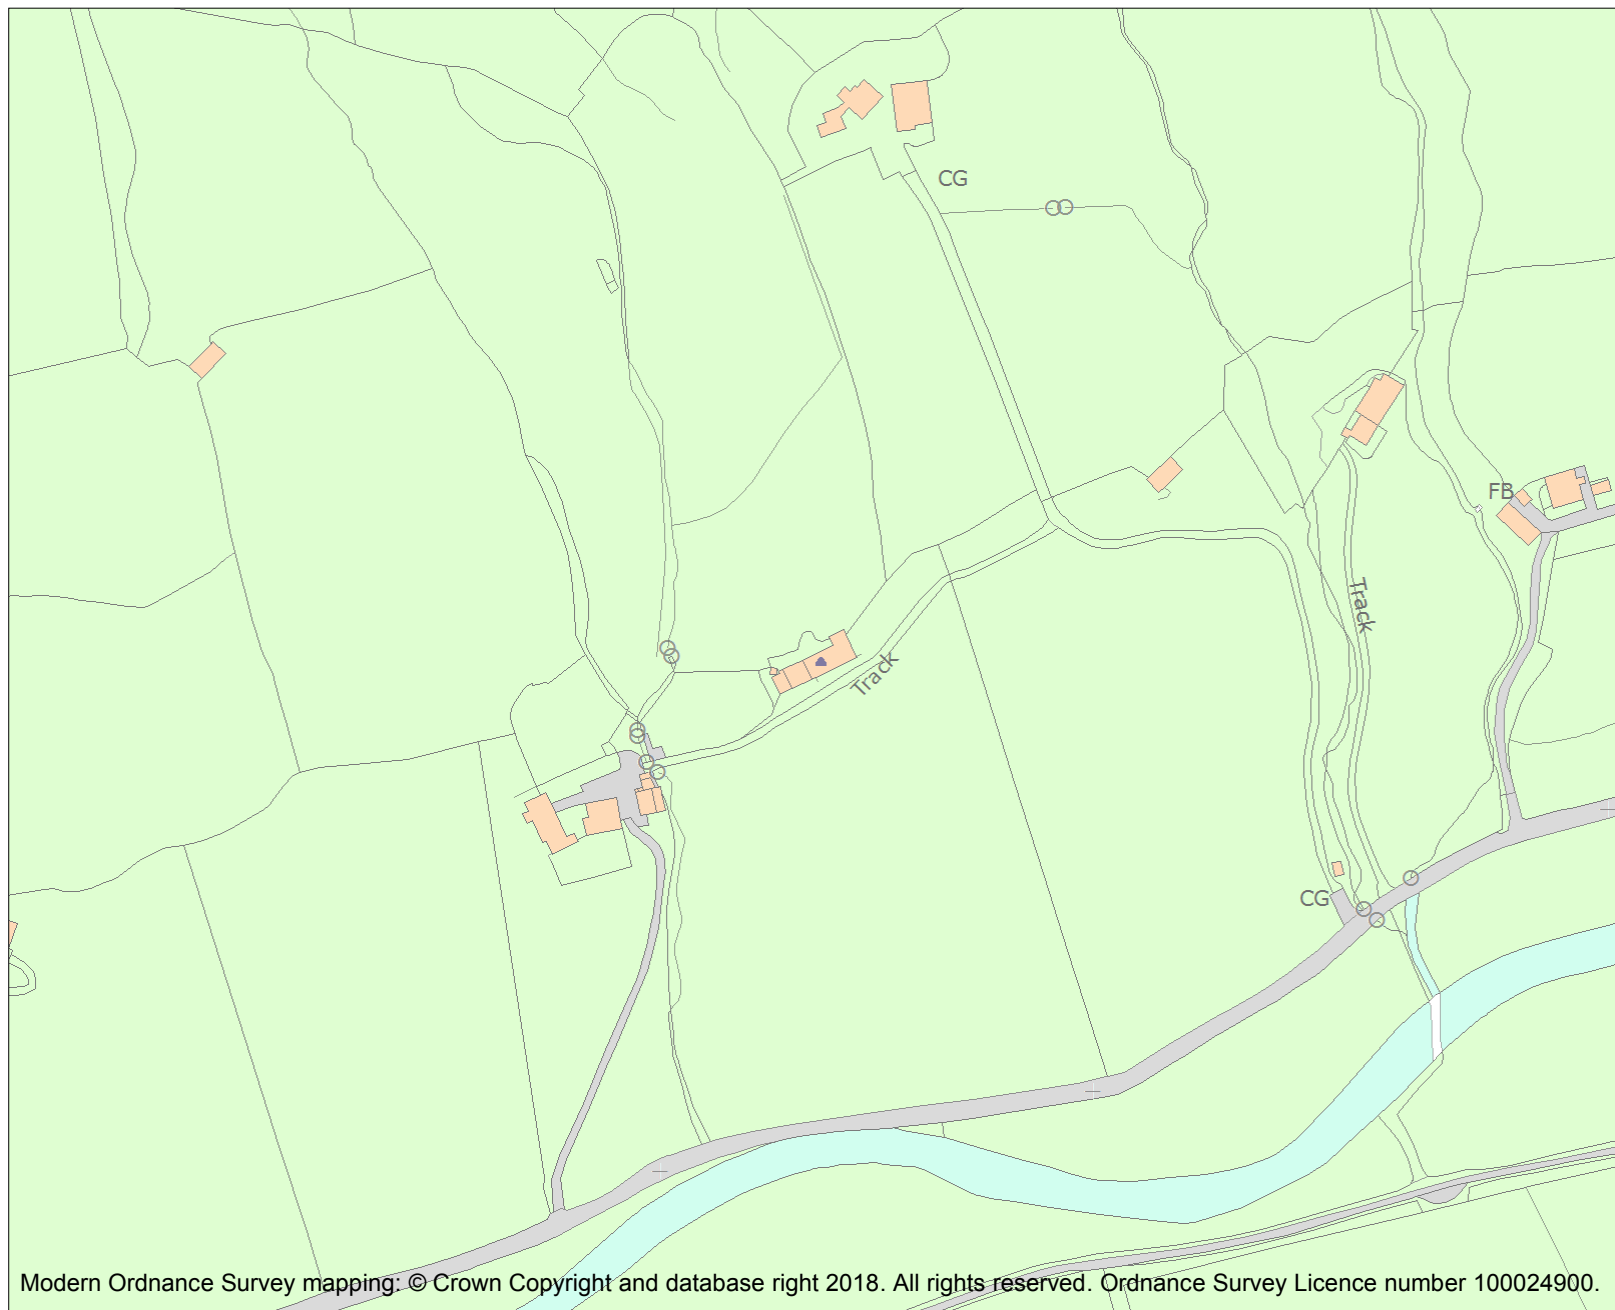 CG
FB
Track
Track
CG
Modern Ordnance Survey mapping: © Crown Copyright and database right 2018. All rights reserved. Ordnance Survey Licence number 100024900.